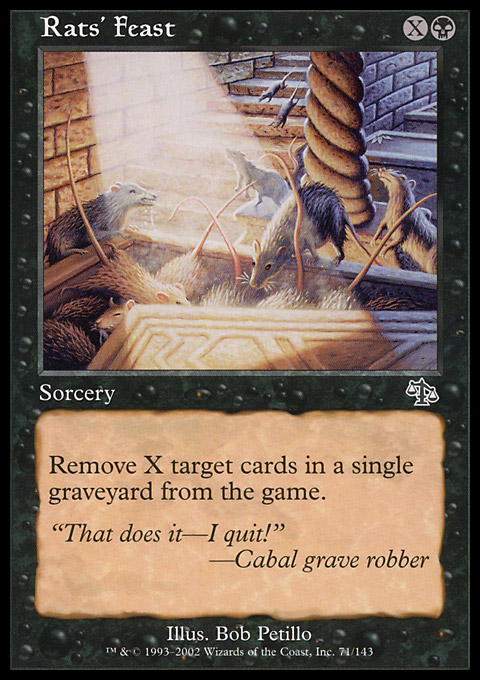 Rats' Feast
X
Sorcery
Remove X target cards in a single
graveyard from the game.
“That does it—I quit!”
—Cabal grave robber
Illus. Bob Petillo
™ & © 1993–2002 Wizards of the Coast, Inc. 71/143